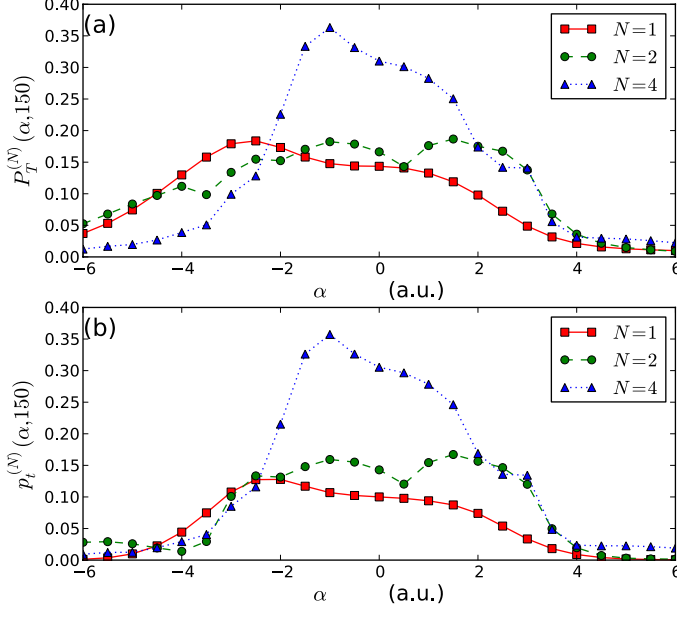 (a)
P_T^{(N)}(α,150)
0.40
0.35
0.30
0.25
0.20
0.15
0.10
0.05
0.00
N=1
N=2
N=4
−6 −4 −2 0 2 4 6
α (a.u.)
(b)
p_t^{(N)}(α,150)
0.40
0.35
0.30
0.25
0.20
0.15
0.10
0.05
0.00
N=1
N=2
N=4
−6 −4 −2 0 2 4 6
α (a.u.)